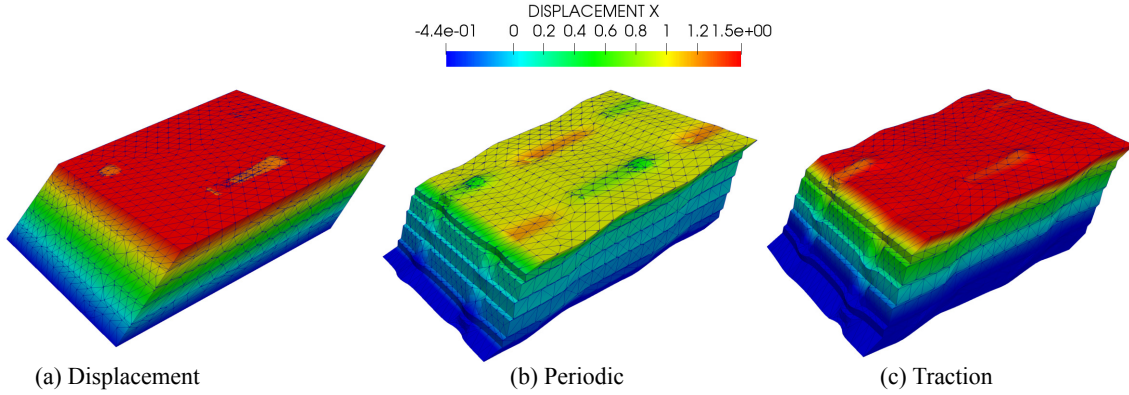 DISPLACEMENT X
-4.4e-01 0 0.2 0.4 0.6 0.8 1 1.2 1.5e+00
(a) Displacement
(b) Periodic
(c) Traction